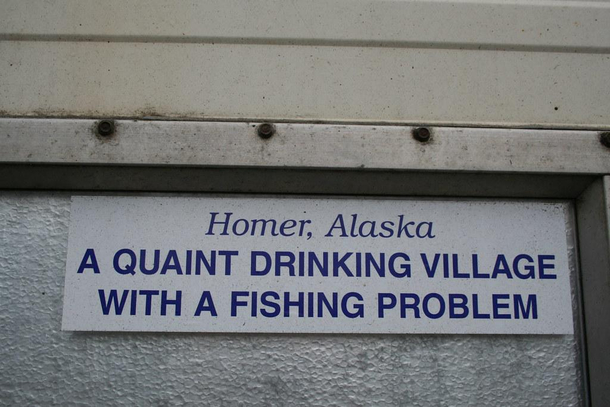 Homer, Alaska
A QUAINT DRINKING VILLAGE
WITH A FISHING PROBLEM